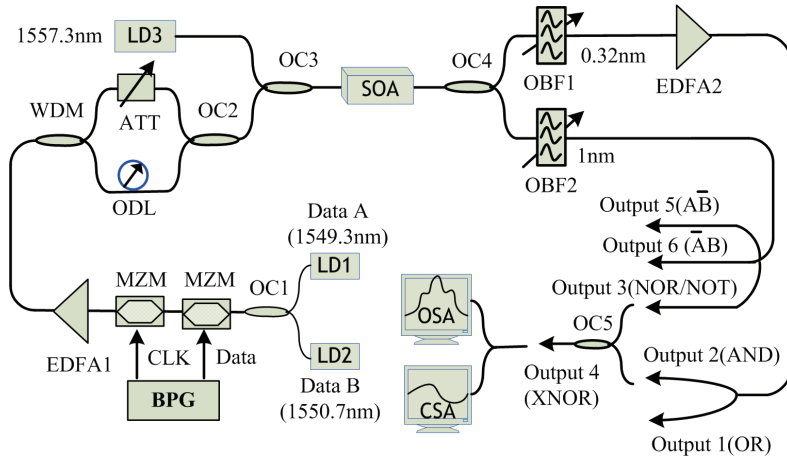 1557.3nm
LD3
OC3
OC4
0.32nm
OBF1
EDFA2
WDM
ATT
OC2
SOA
ODL
1nm
OBF2
Data A
(1549.3nm)
Output 5(AB̅)
Output 6 (A̅B)
MZM
MZM
OC1
LD1
Output 3(NOR/NOT)
OSA
OC5
EDFA1
CLK
Data
LD2
Data B
(1550.7nm)
BPG
CSA
Output 4
(XNOR)
Output 2(AND)
Output 1(OR)